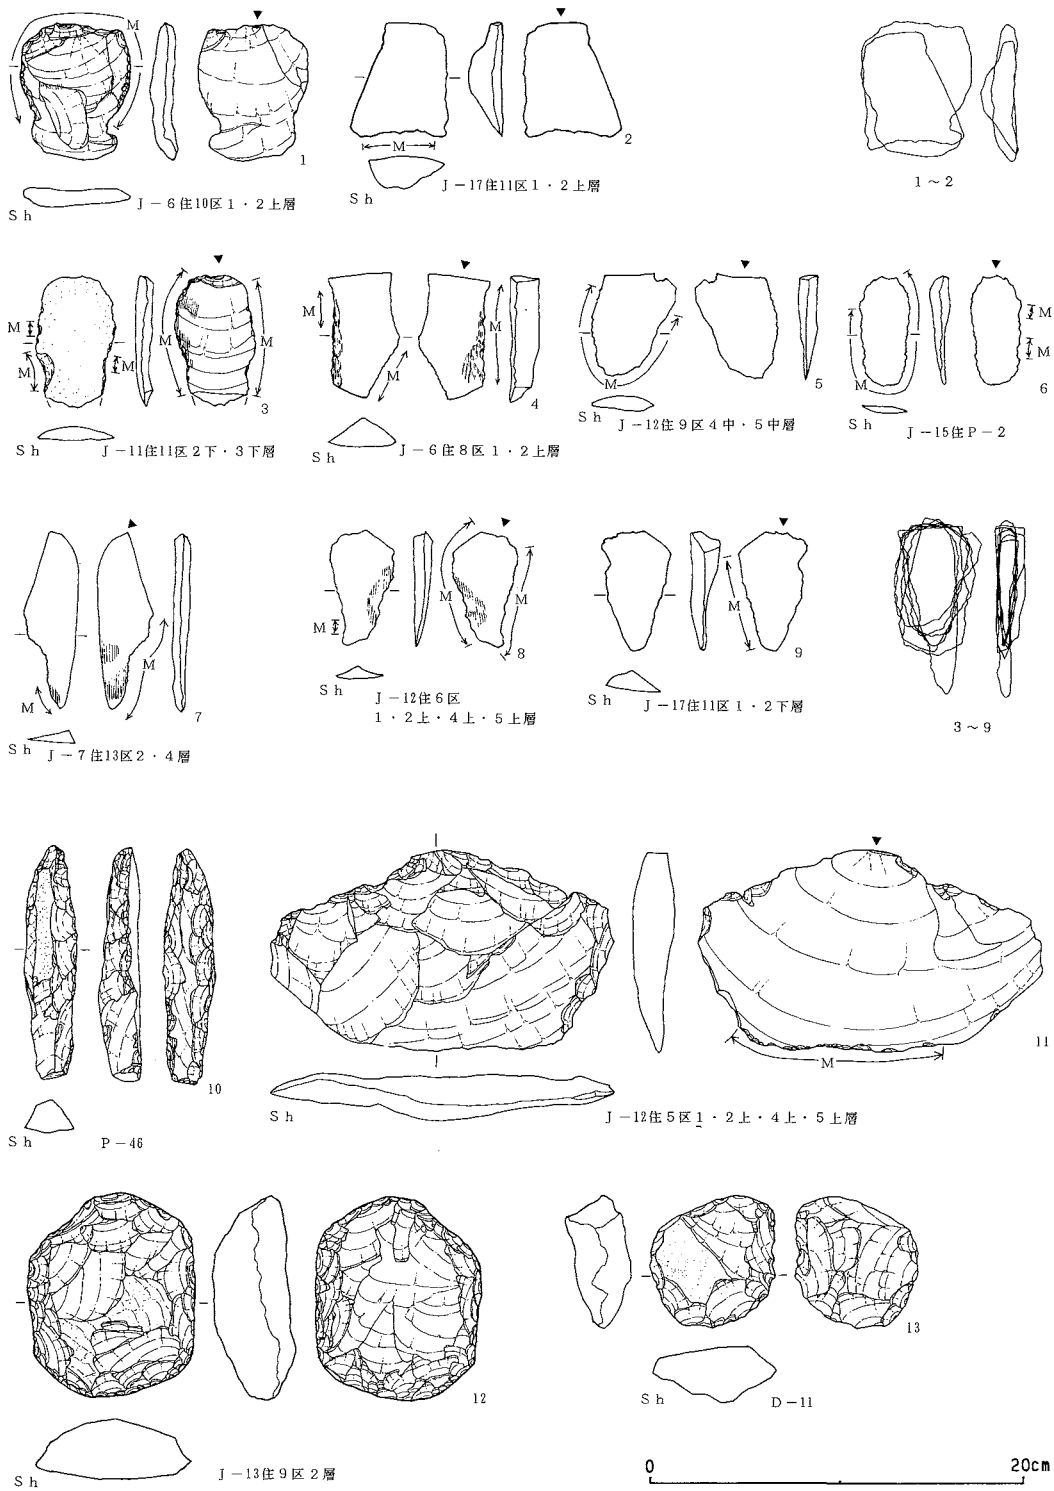 M
1
Sh
J－6住10区1・2上層
M
2
Sh
J－17住11区1・2上層
1～2
M
M
M
M
M
3
Sh
J－11住11区2下・3下層
M
M
M
4
Sh
J－6住8区1・2上層
M
5
Sh
J－12住9区4中・5中層
M
M
M
6
Sh
J－15住P－2
M
M
7
Sh
J－7住13区2・4層
M
M
M
8
Sh
J－12住6区
1・2上・4上・5上層
M
9
Sh
J－17住11区1・2下層
3～9
10
Sh
P－46
M
11
Sh
J－12住5区1・2上・4上・5上層
12
Sh
J－13住9区2層
13
Sh
D－11
0 20cm